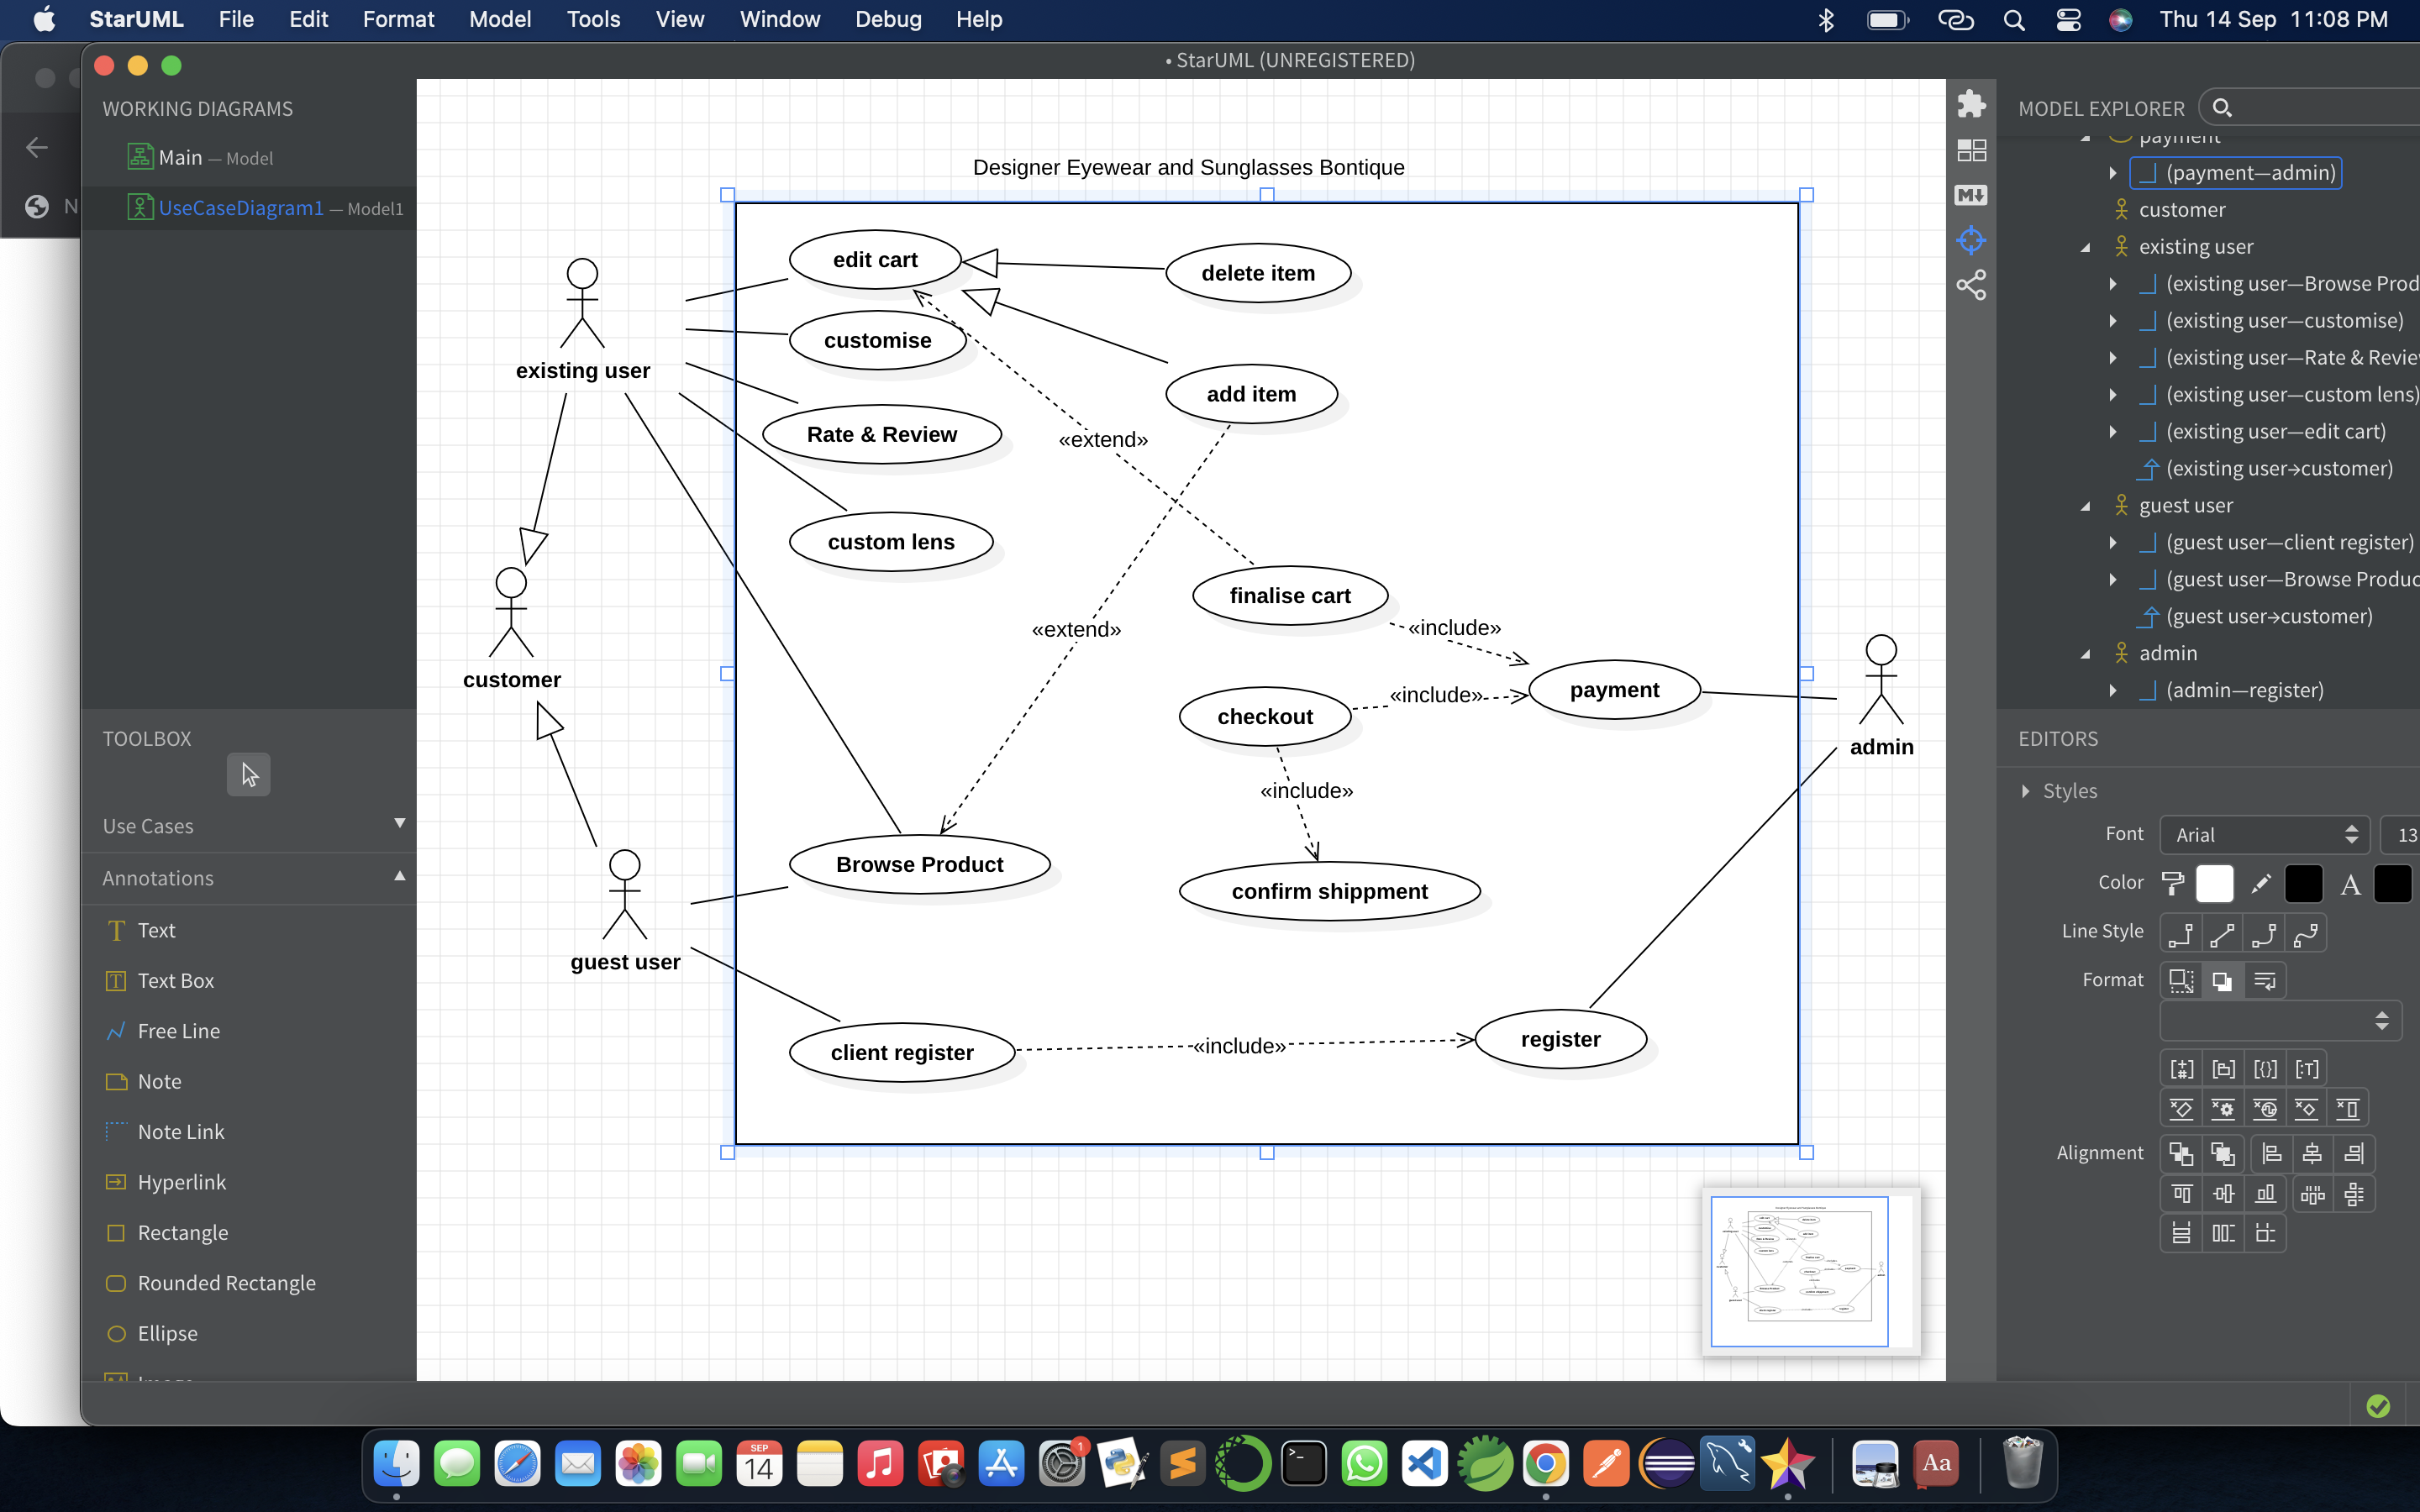 StarUML File Edit Format Model Tools View Window Debug Help Thu 14 Sep 11:08 PM
• StarUML (UNREGISTERED)
WORKING DIAGRAMS
Main — Model
UseCaseDiagram1 — Model1
TOOLBOX
Use Cases
Annotations
Text
Text Box
Free Line
Note
Note Link
Hyperlink
Rectangle
Rounded Rectangle
Ellipse
Designer Eyewear and Sunglasses Bontique
edit cart
delete item
customise
existing user
add item
Rate & Review
«extend»
custom lens
finalise cart
«extend»
«include»
customer
payment
«include»
checkout
admin
«include»
Browse Product
confirm shippment
guest user
client register
«include»
register
MODEL EXPLORER
payment
(payment—admin)
customer
existing user
(existing user—Browse Prod
(existing user—customise)
(existing user—Rate & Revie
(existing user—custom lens)
(existing user—edit cart)
(existing user→customer)
guest user
(guest user—client register)
(guest user—Browse Produc
(guest user→customer)
admin
(admin—register)
EDITORS
Styles
Font Arial 13
Color A
Line Style
Format
Alignment
N
SEP
14
1
Aa